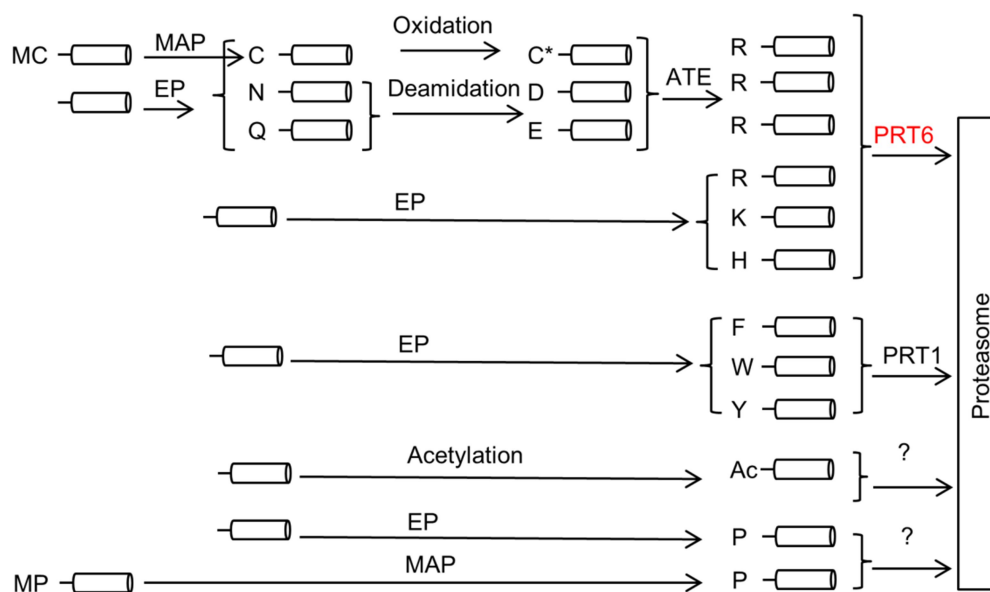 MC MAP C Oxidation C* R
EP N Deamidation D ATE R
Q E R PRT6
EP R
K
H
EP F
W PRT1
Y
Proteasome
Acetylation Ac ?
EP P ?
MP MAP P